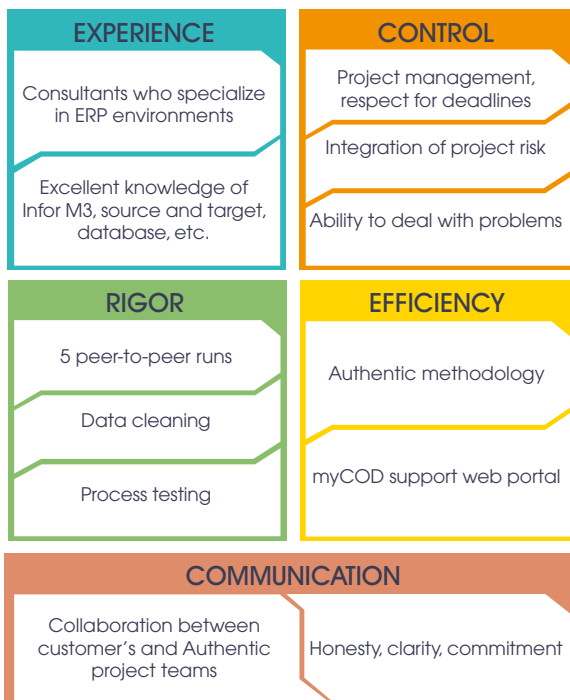 EXPERIENCE
Consultants who specialize
in ERP environments
Excellent knowledge of
Infor M3, source and target,
database, etc.
CONTROL
Project management,
respect for deadlines
Integration of project risk
Ability to deal with problems
RIGOR
5 peer-to-peer runs
Data cleaning
Process testing
EFFICIENCY
Authentic methodology
myCOD support web portal
COMMUNICATION
Collaboration between
customer's and Authentic
project teams
Honesty, clarity, commitment